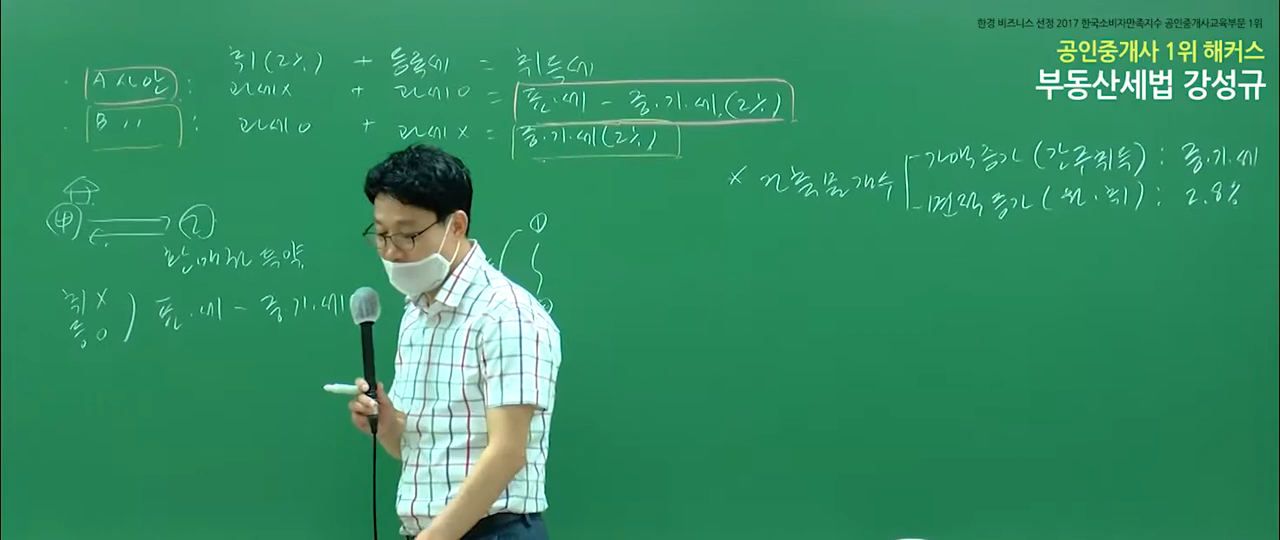 한경 비즈니스 선정 2017 한국소비자만족지수 공인중개사교육부문 1위
공인중개사 1위 해커스
부동산세법 강성규
취(2%) + 등록세 = 취득세
· A 사안 : 과세x + 과세o = 표.세 - 중.기.세.(2%)
· B 〃 : 과세o + 과세x = 중.기.세(2%)
* 건축물 개수
가액증가 (간주취득) : 중.기.세
면적증가 (원.취) : 2.8%
甲
乙
환매차 특약
취 x
등 o
표.세 - 중.기.세
①